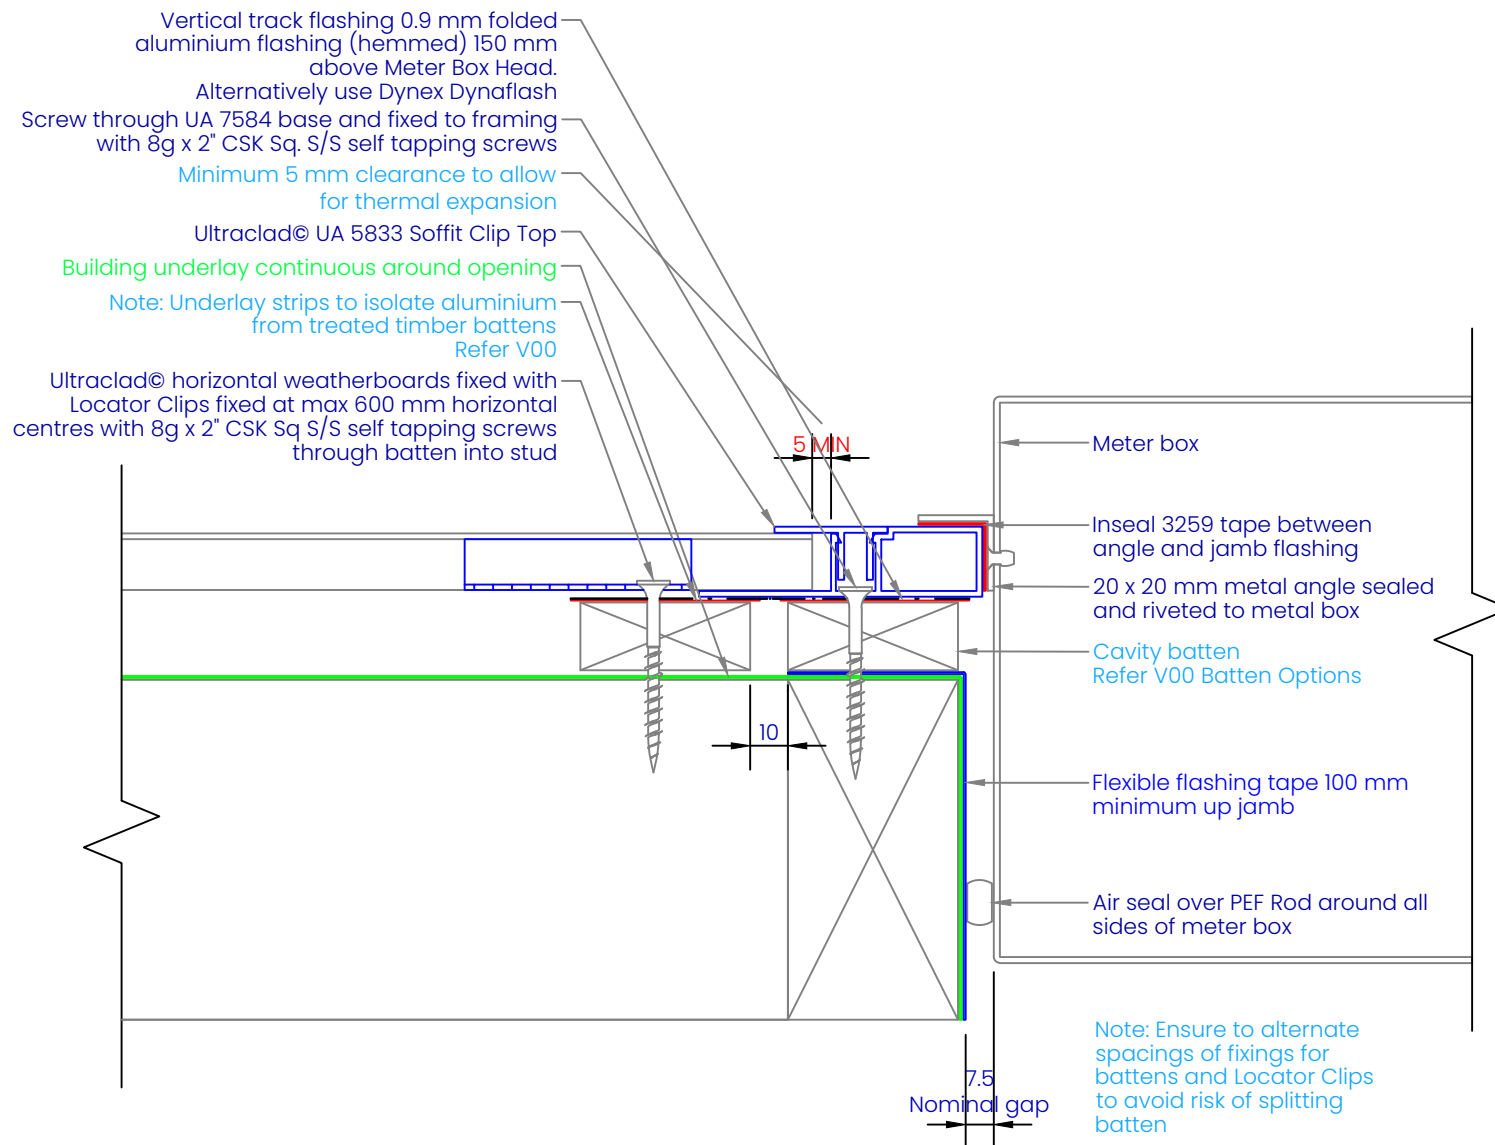 Vertical track flashing 0.9 mm folded
aluminium flashing (hemmed) 150 mm
above Meter Box Head.
Alternatively use Dynex Dynaflash
Screw through UA 7584 base and fixed to framing
with 8g x 2" CSK Sq. S/S self tapping screws
Minimum 5 mm clearance to allow
for thermal expansion
Ultraclad© UA 5833 Soffit Clip Top
Building underlay continuous around opening
Note: Underlay strips to isolate aluminium
from treated timber battens
Refer V00
Ultraclad© horizontal weatherboards fixed with
Locator Clips fixed at max 600 mm horizontal
centres with 8g x 2" CSK Sq S/S self tapping screws
through batten into stud
5 MIN
10
Meter box
Inseal 3259 tape between
angle and jamb flashing
20 x 20 mm metal angle sealed
and riveted to metal box
Cavity batten
Refer V00 Batten Options
Flexible flashing tape 100 mm
minimum up jamb
Air seal over PEF Rod around all
sides of meter box
7.5
Nominal gap
Note: Ensure to alternate
spacings of fixings for
battens and Locator Clips
to avoid risk of splitting
batten